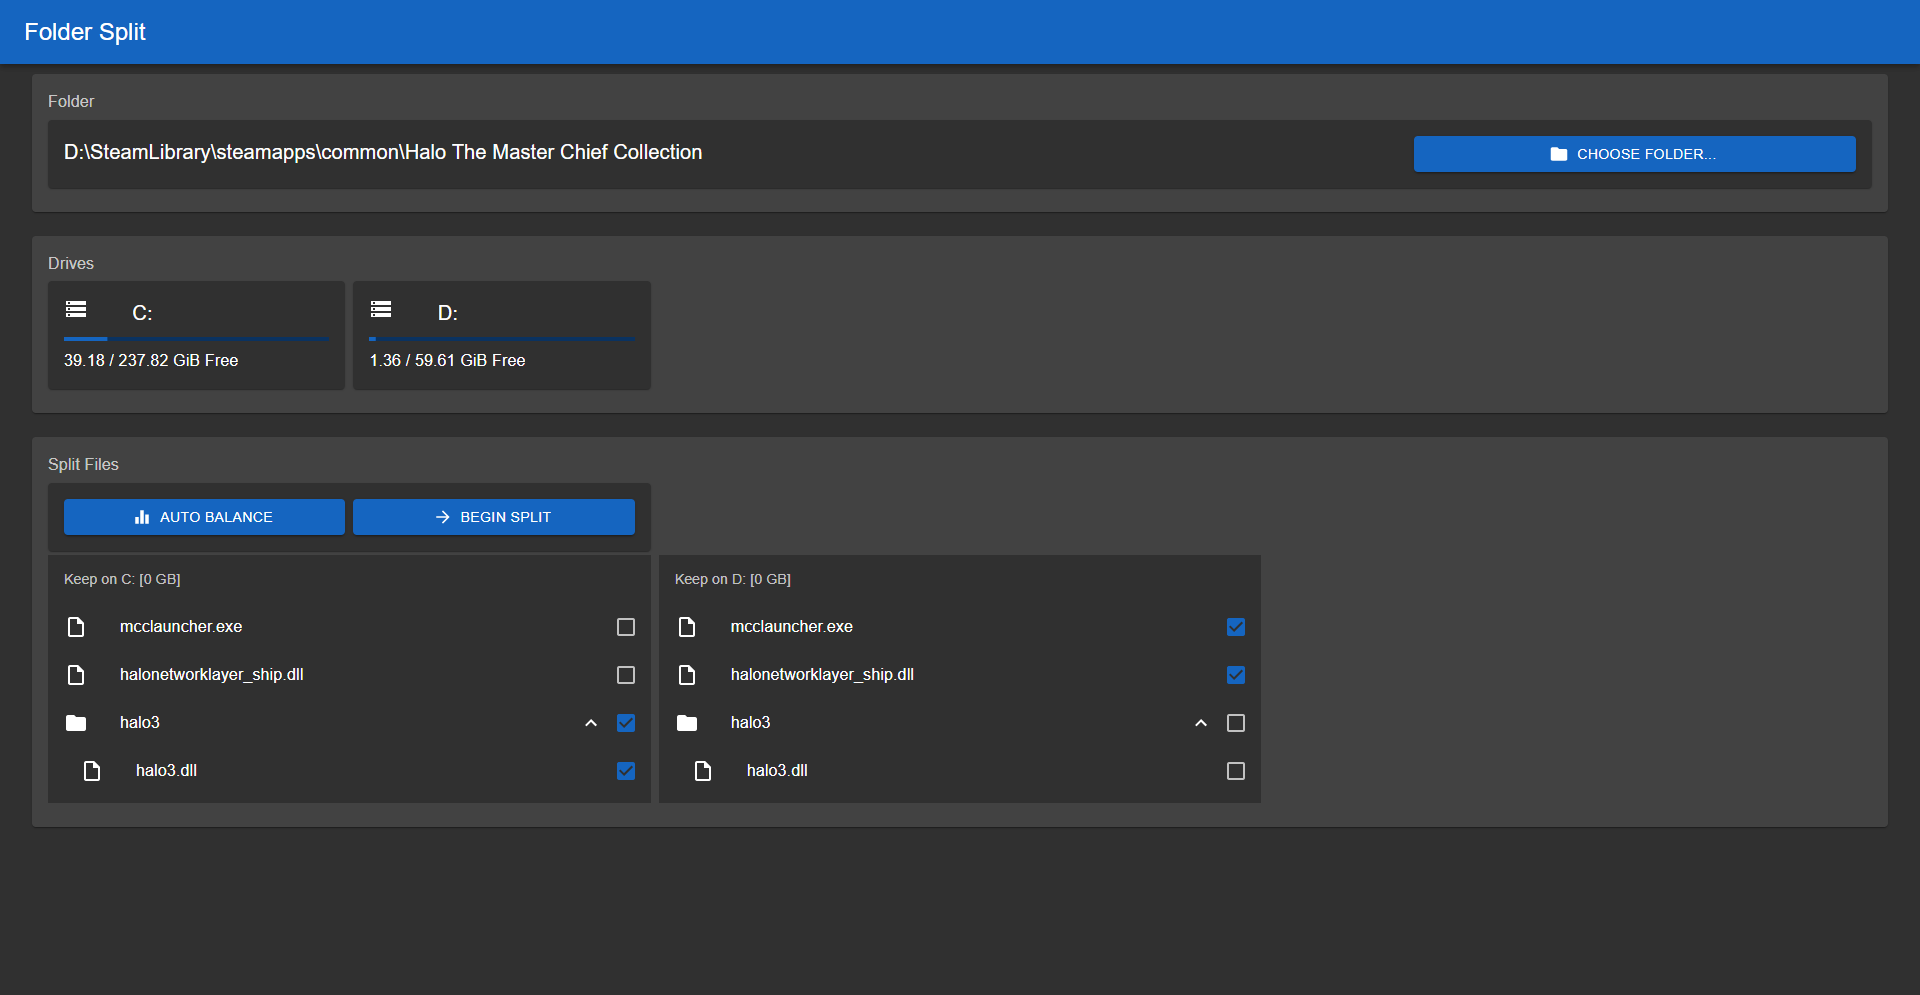 Folder Split
Folder
D:\SteamLibrary\steamapps\common\Halo The Master Chief Collection
CHOOSE FOLDER...
Drives
C:
39.18 / 237.82 GiB Free
D:
1.36 / 59.61 GiB Free
Split Files
AUTO BALANCE
BEGIN SPLIT
Keep on C: [0 GB]
mcclauncher.exe
halonetworklayer_ship.dll
halo3
halo3.dll
Keep on D: [0 GB]
mcclauncher.exe
halonetworklayer_ship.dll
halo3
halo3.dll